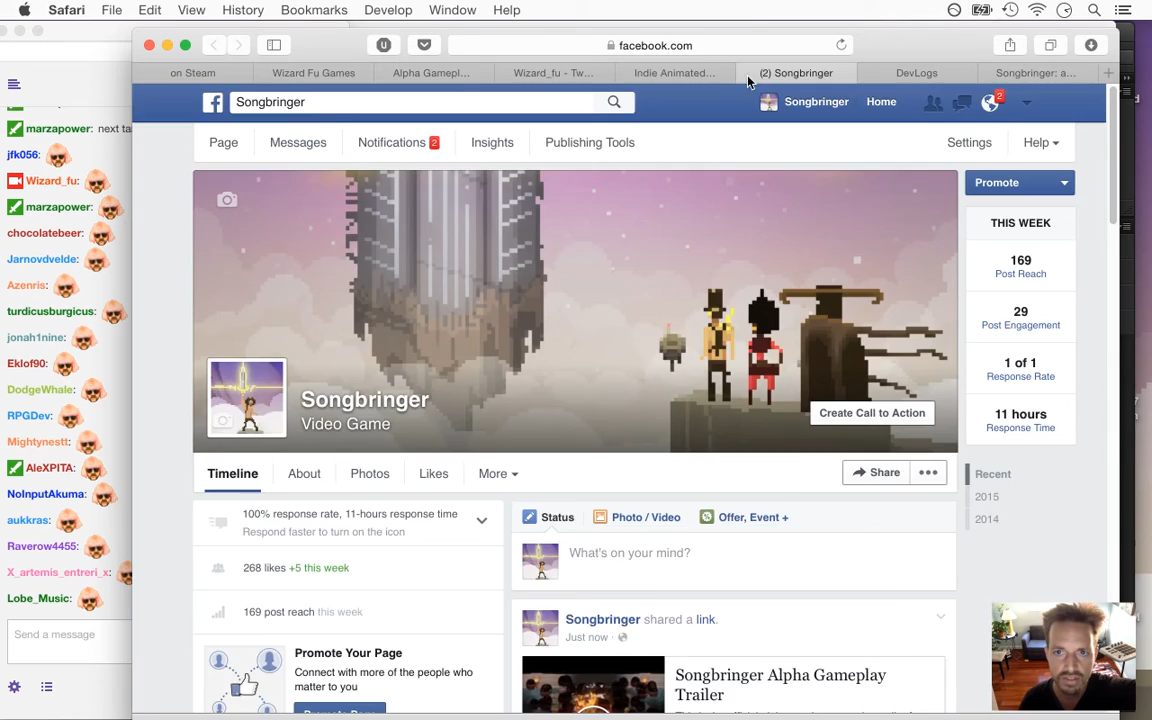 Safari File Edit View History Bookmarks Develop Window Help
facebook.com
on Steam Wizard Fu Games Alpha Gamepl... Wizard_fu - Tw... Indie Animated... (2) Songbringer DevLogs Songbringer: a...
Songbringer
Songbringer Home 2
Page Messages Notifications 2 Insights Publishing Tools Settings Help
Promote
THIS WEEK
169
Post Reach
29
Post Engagement
1 of 1
Response Rate
11 hours
Response Time
Recent
2015
2014
Songbringer
Video Game
Create Call to Action
Timeline About Photos Likes More Share
100% response rate, 11-hours response time
Respond faster to turn on the icon
268 likes +5 this week
169 post reach this week
Promote Your Page
Connect with more of the people who
matter to you
Status Photo / Video Offer, Event +
What's on your mind?
Songbringer shared a link.
Just now
Songbringer Alpha Gameplay
Trailer
marzapower: next ta
jfk056:
Wizard_fu:
marzapower:
chocolatebeer:
Jarnovdvelde:
Azenris:
turdicusburgicus:
jonah1nine:
Eklof90:
DodgeWhale:
RPGDev:
Mightynestt:
AleXPITA:
NoInputAkuma:
aukkras:
Raverow4455:
X_artemis_entreri_x:
Lobe_Music:
Send a message